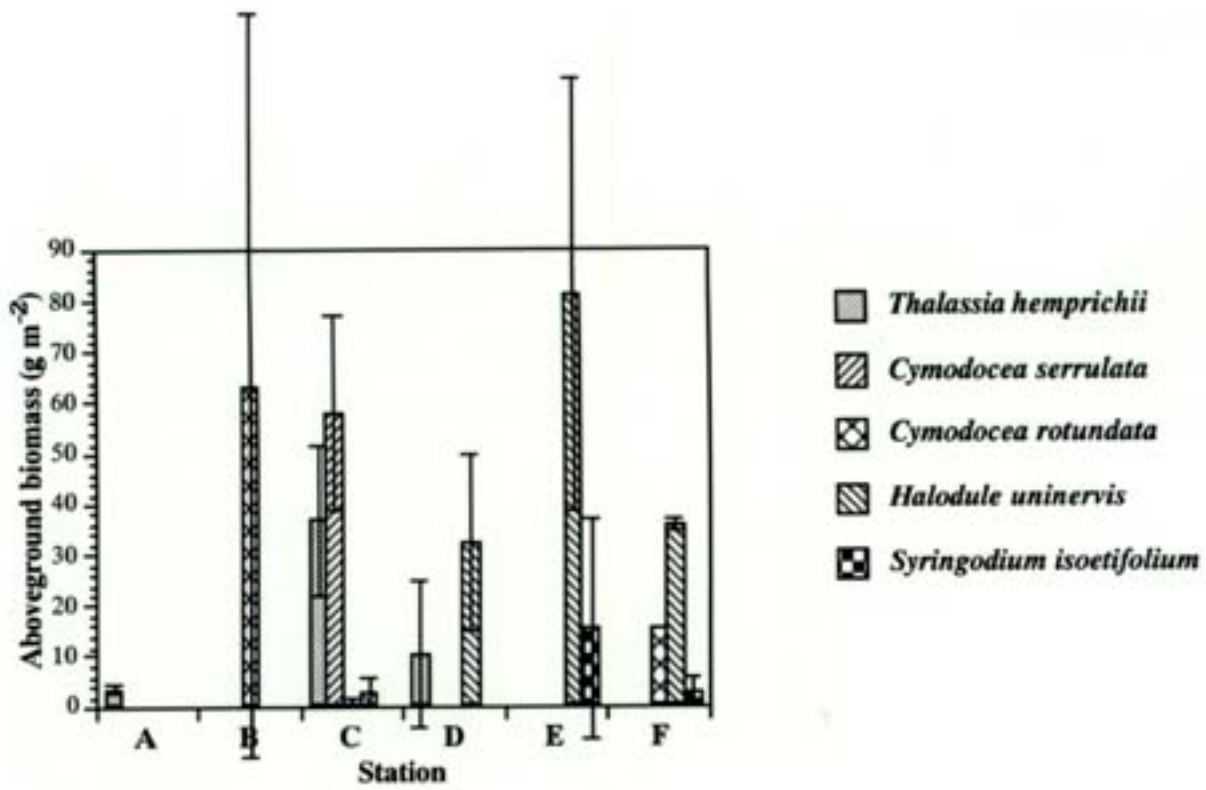 90
80
70
60
50
40
30
20
10
0
Aboveground biomass (g m-2)
A B C D E F
Station
Thalassia hemprichii
Cymodocea serrulata
Cymodocea rotundata
Halodule uninervis
Syringodium isoetifolium